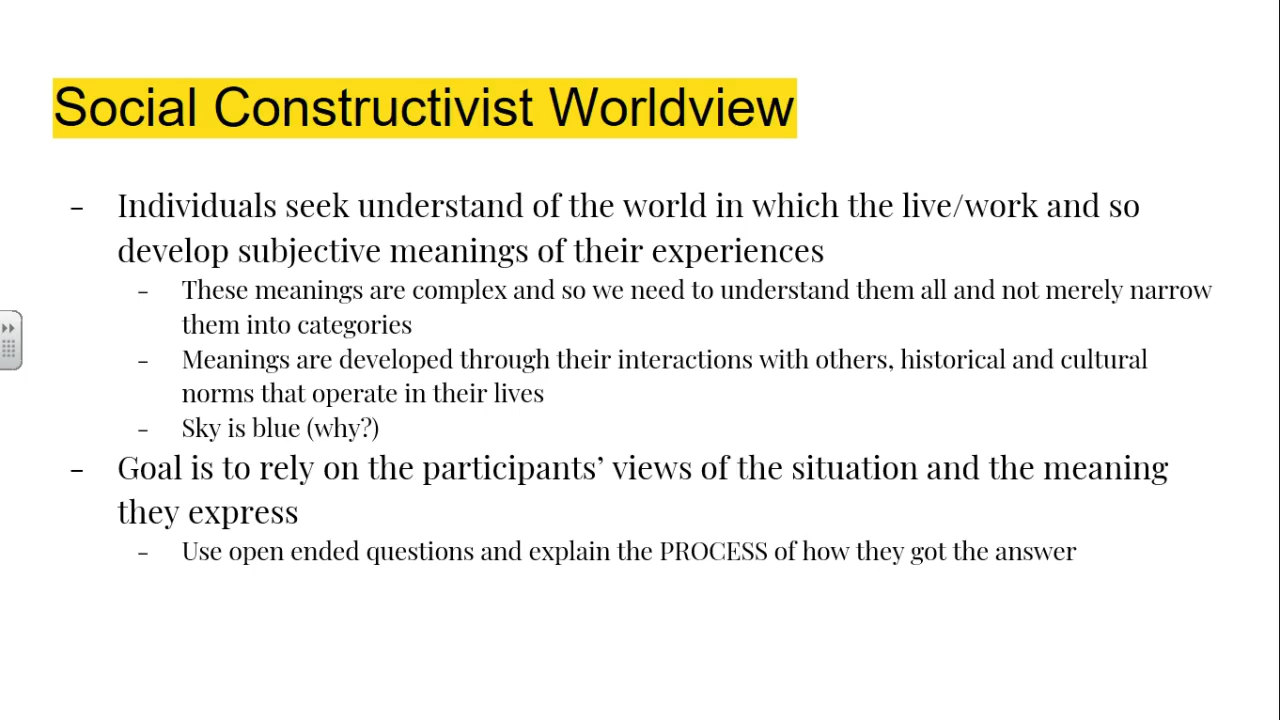 Social Constructivist Worldview
- Individuals seek understand of the world in which the live/work and so
develop subjective meanings of their experiences
- These meanings are complex and so we need to understand them all and not merely narrow
them into categories
- Meanings are developed through their interactions with others, historical and cultural
norms that operate in their lives
- Sky is blue (why?)
- Goal is to rely on the participants’ views of the situation and the meaning
they express
- Use open ended questions and explain the PROCESS of how they got the answer